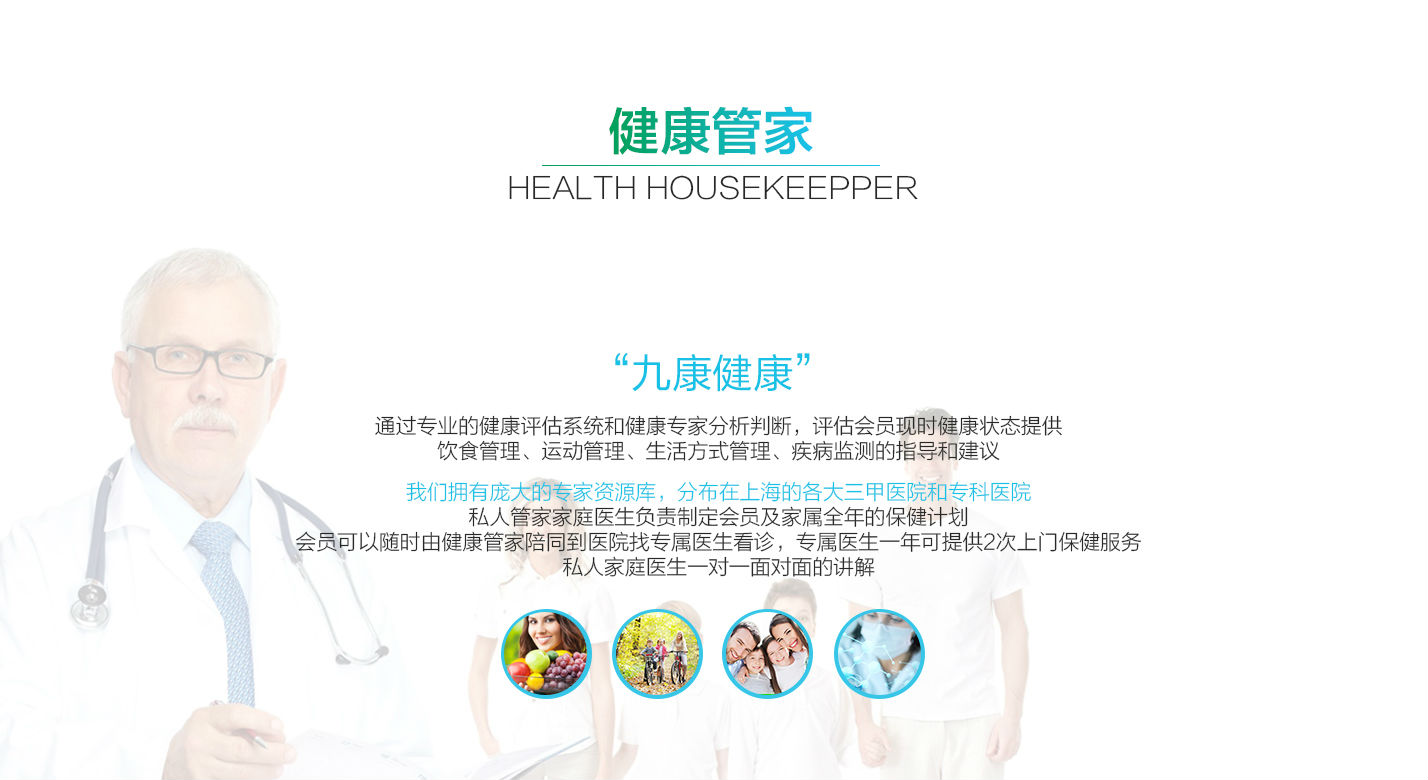 健康管家
HEALTH HOUSEKEEPPER
“九康健康”
通过专业的健康评估系统和健康专家分析判断，评估会员现时健康状态提供
饮食管理、运动管理、生活方式管理、疾病监测的指导和建议
我们拥有庞大的专家资源库，分布在上海的各大三甲医院和专科医院
私人管家家庭医生负责制定会员及家属全年的保健计划
会员可以随时由健康管家陪同到医院找专属医生看诊，专属医生一年可提供2次上门保健服务
私人家庭医生一对一面对面的讲解